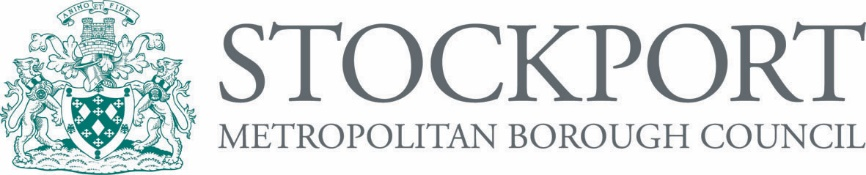 ANIMO ET FIDE
STOCKPORT
METROPOLITAN BOROUGH COUNCIL